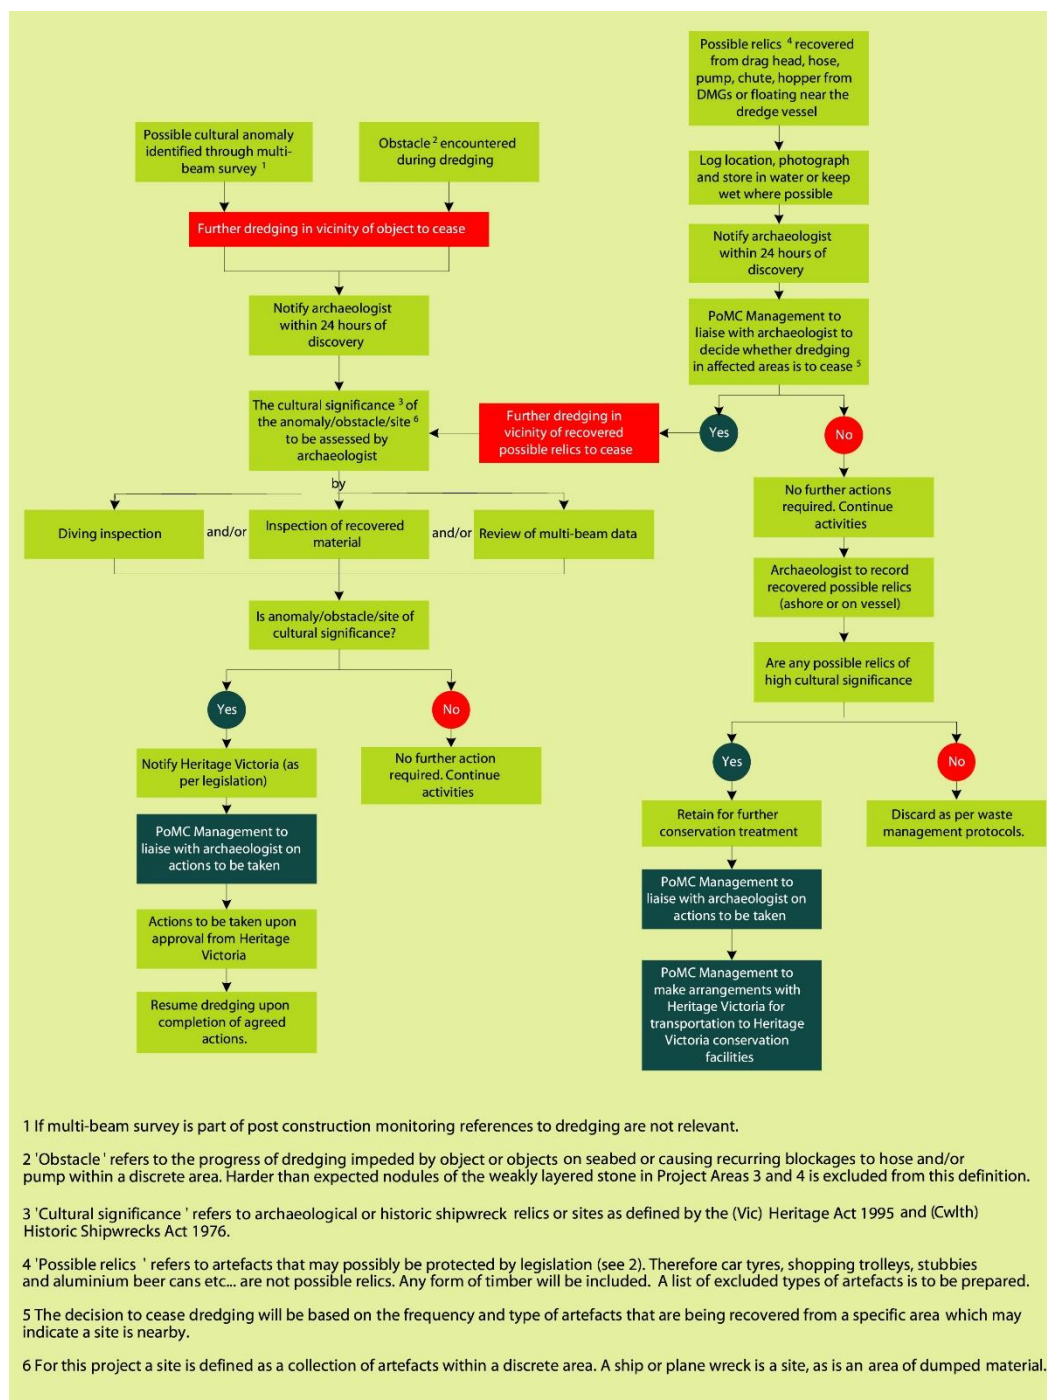 Possible relics 4 recovered
from drag head, hose,
pump, chute, hopper from
DMGs or floating near the
dredge vessel
Possible cultural anomaly
identified through multi-
beam survey 1
Obstacle 2 encountered
during dredging
Log location, photograph
and store in water or keep
wet where possible
Further dredging in vicinity of object to cease
Notify archaeologist
within 24 hours of
discovery
Notify archaeologist
within 24 hours of
discovery
PoMC Management to
liaise with archaeologist to
decide whether dredging
in affected areas is to cease 5
The cultural significance 3 of
the anomaly/obstacle/site 6
to be assessed by
archaeologist
Further dredging in
vicinity of recovered
possible relics to cease
Yes
No
by
Diving inspection
and/or
Inspection of recovered
material
and/or
Review of multi-beam data
No further actions
required. Continue
activities
Archaeologist to record
recovered possible relics
(ashore or on vessel)
Is anomaly/obstacle/site of
cultural significance?
Are any possible relics of
high cultural significance
Yes
No
Notify Heritage Victoria (as
per legislation)
No further action
required. Continue
activities
Yes
No
PoMC Management to
liaise with archaeologist on
actions to be taken
Retain for further
conservation treatment
Discard as per waste
management protocols.
Actions to be taken upon
approval from Heritage
Victoria
PoMC Management to
liaise with archaeologist on
actions to be taken
Resume dredging upon
completion of agreed
actions.
PoMC Management to
make arrangements with
Heritage Victoria for
transportation to Heritage
Victoria conservation
facilities
1 If multi-beam survey is part of post construction monitoring references to dredging are not relevant.
2 'Obstacle' refers to the progress of dredging impeded by object or objects on seabed or causing recurring blockages to hose and/or
pump within a discrete area. Harder than expected nodules of the weakly layered stone in Project Areas 3 and 4 is excluded from this definition.
3 'Cultural significance ' refers to archaeological or historic shipwreck relics or sites as defined by the (Vic) Heritage Act 1995 and (Cwlth)
Historic Shipwrecks Act 1976.
4 'Possible relics ' refers to artefacts that may possibly be protected by legislation (see 2). Therefore car tyres, shopping trolleys, stubbies
and aluminium beer cans etc... are not possible relics. Any form of timber will be included. A list of excluded types of artefacts is to be prepared.
5 The decision to cease dredging will be based on the frequency and type of artefacts that are being recovered from a specific area which may
indicate a site is nearby.
6 For this project a site is defined as a collection of artefacts within a discrete area. A ship or plane wreck is a site, as is an area of dumped material.